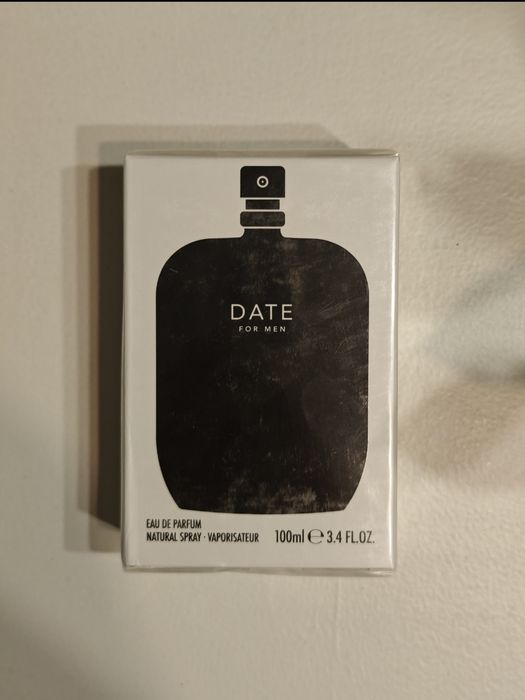 DATE
FOR MEN
EAU DE PARFUM
NATURAL SPRAY · VAPORISATEUR 100ml ℮ 3.4 FL.OZ.